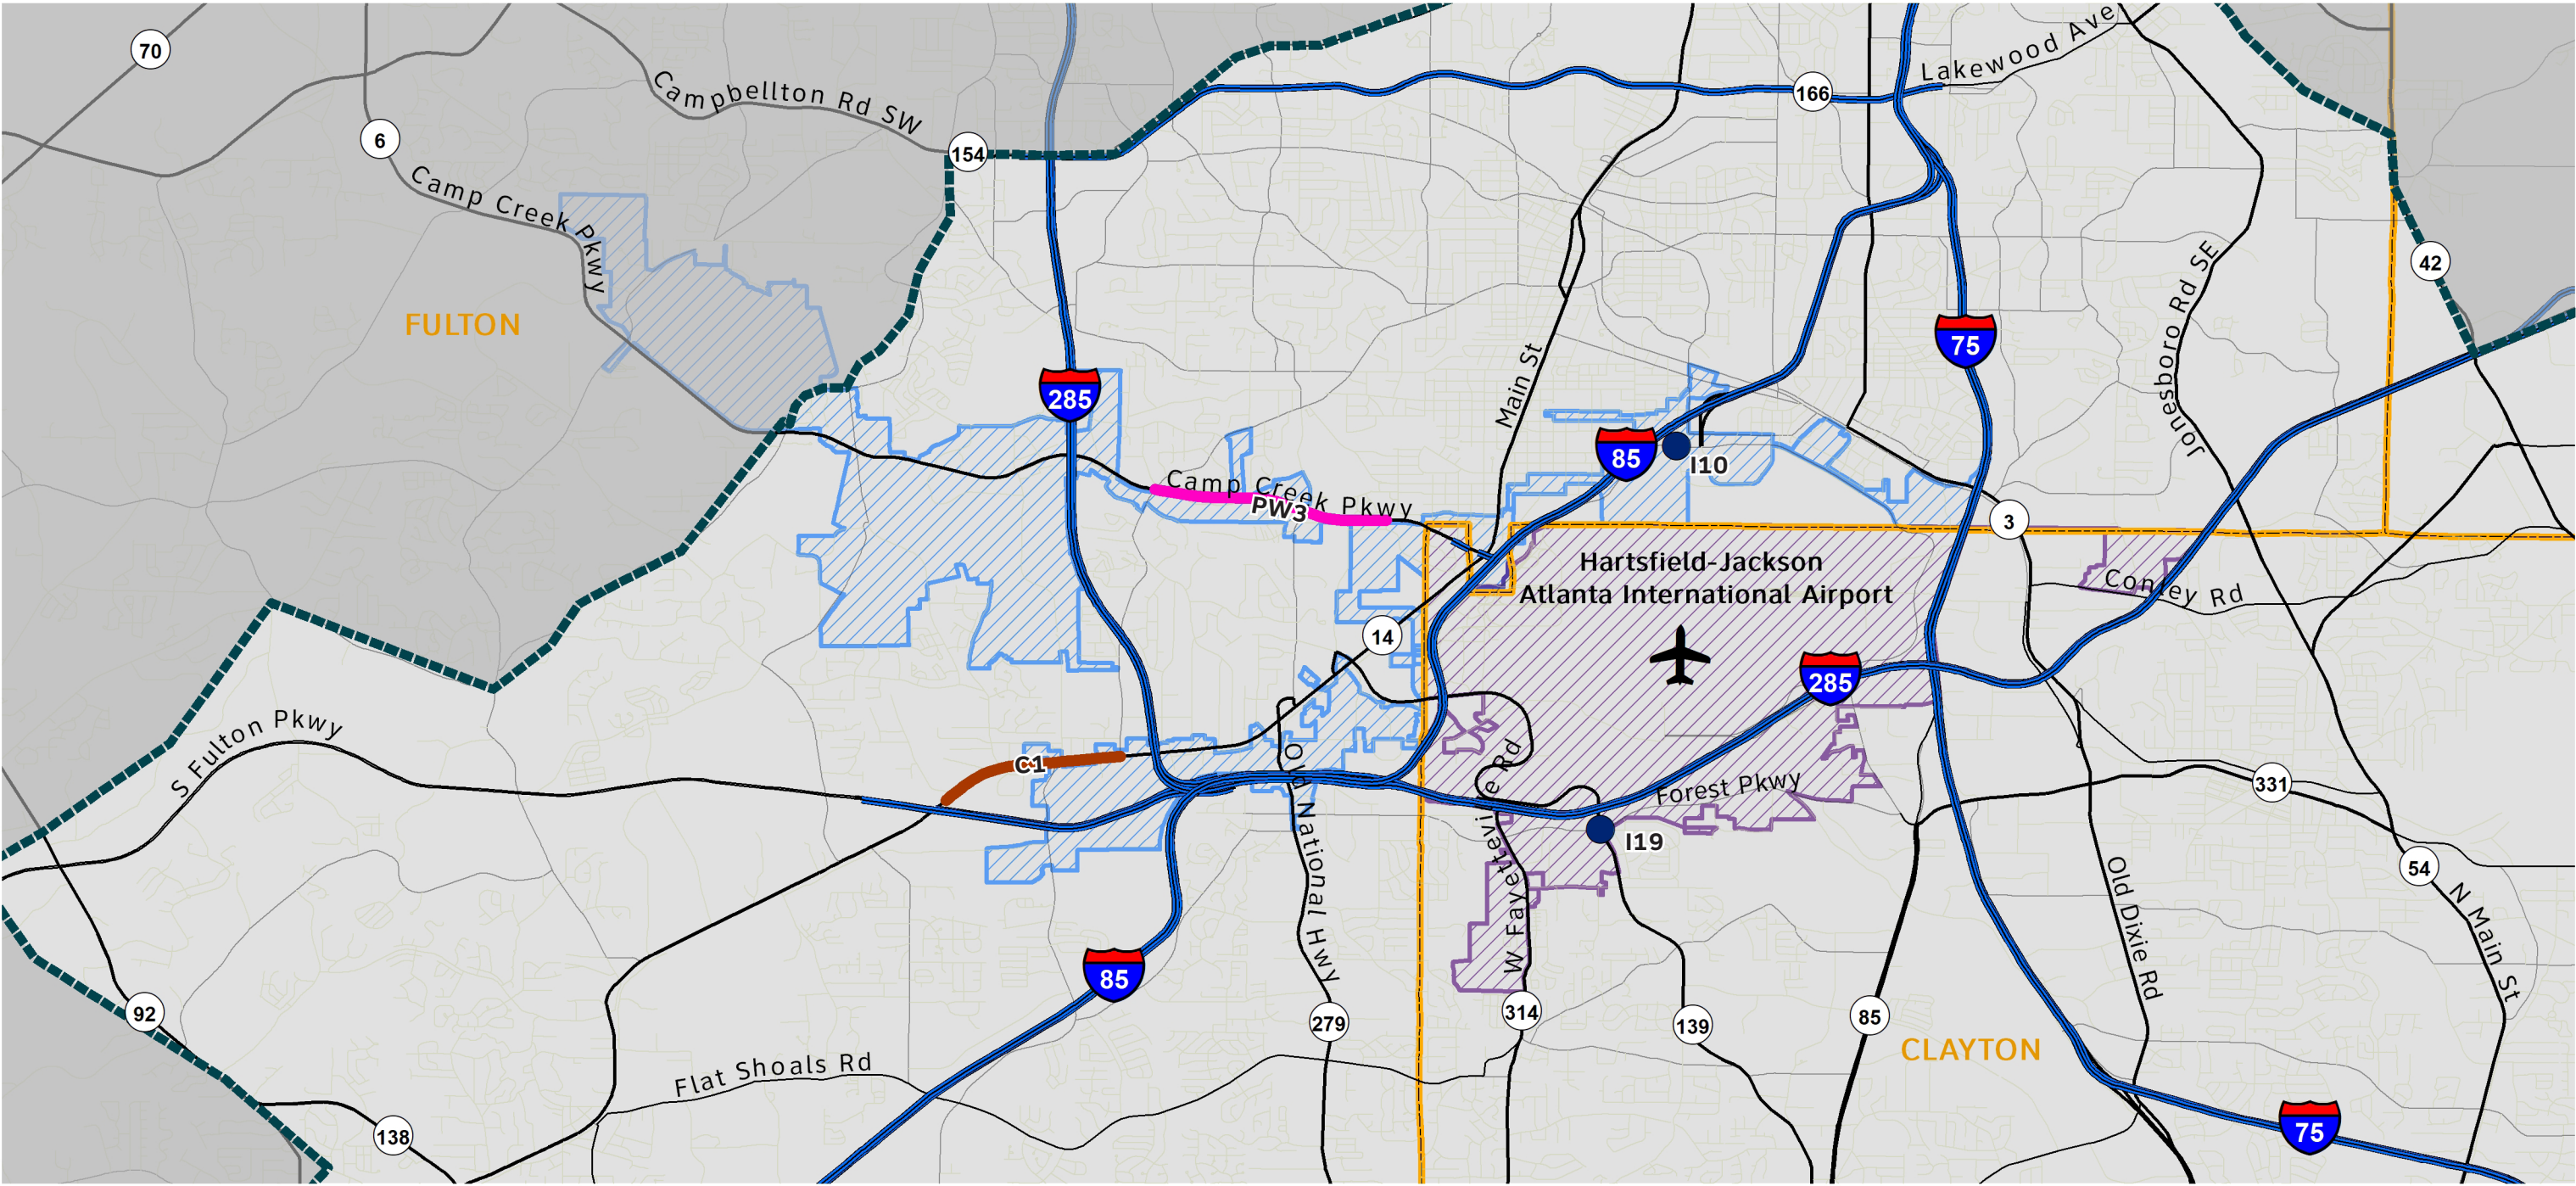 70
Lakewood Ave
Campbellton Rd SW
166
6
154
Camp Creek Pkwy
42
Jonesboro Rd SE
FULTON
75
Main St
285
85
I10
Camp Creek Pkwy
PW3
3
Hartsfield-Jackson
Atlanta International Airport
Conley Rd
14
285
S Fulton Pkwy
C1
Old National Hwy
W Fayetteville Rd
Forest Pkwy
331
I19
54
Old Dixie Rd
N Main St
85
92
279
314
139
85
CLAYTON
Flat Shoals Rd
138
75